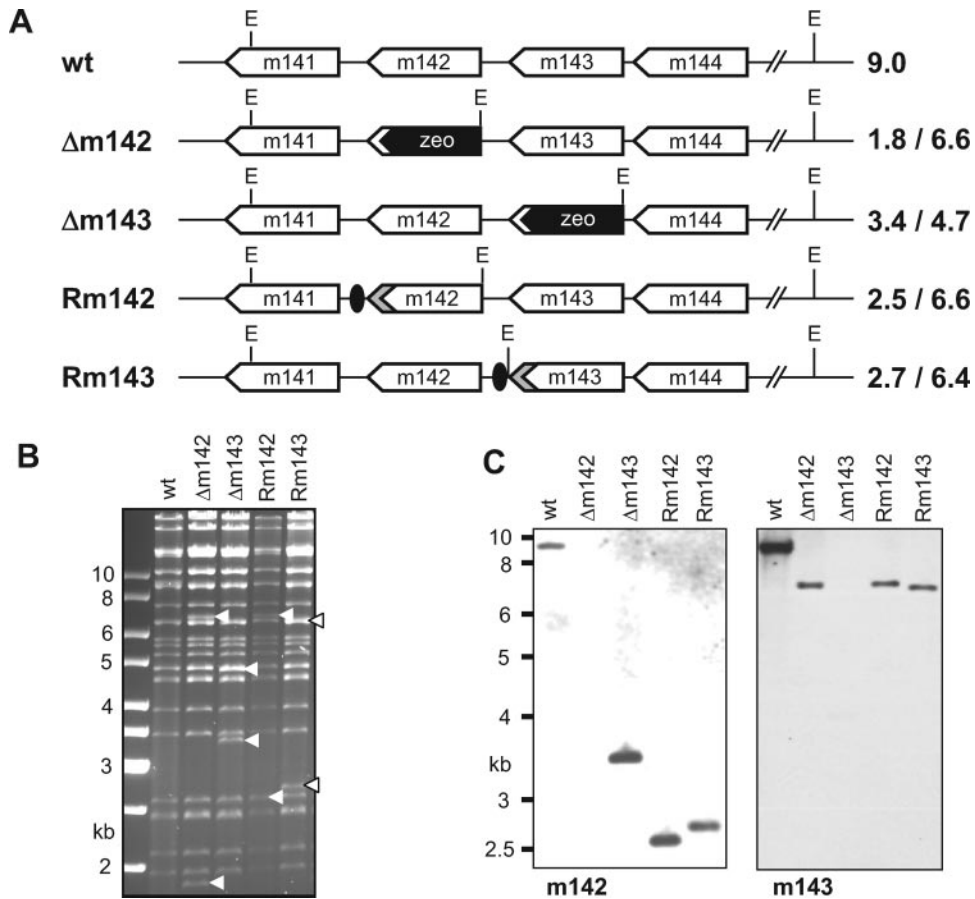 A
E E
wt m141 m142 m143 m144 9.0
E E E
Δm142 m141 zeo m143 m144 1.8 / 6.6
E E E
Δm143 m141 m142 zeo m144 3.4 / 4.7
E E E
Rm142 m141 m142 m143 m144 2.5 / 6.6
E E E
Rm143 m141 m142 m143 m144 2.7 / 6.4
B
wt Δm142 Δm143 Rm142 Rm143
10
8
6
5
4
3
kb
2
C
wt Δm142 Δm143 Rm142 Rm143
10
8
6
5
4
kb
3
2.5
m142
wt Δm142 Δm143 Rm142 Rm143
m143